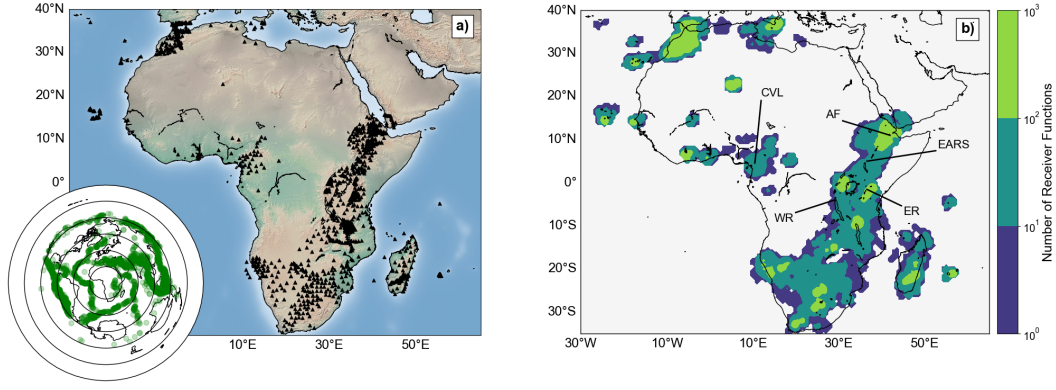 a)
40°N
30°N
20°N
10°N
0°
10°E
30°E
50°E
b)
40°N
30°N
20°N
10°N
0°
10°S
20°S
30°S
30°W
10°W
10°E
30°E
50°E
CVL
AF
EARS
WR
ER
10³
10²
10¹
10⁰
Number of Receiver Functions